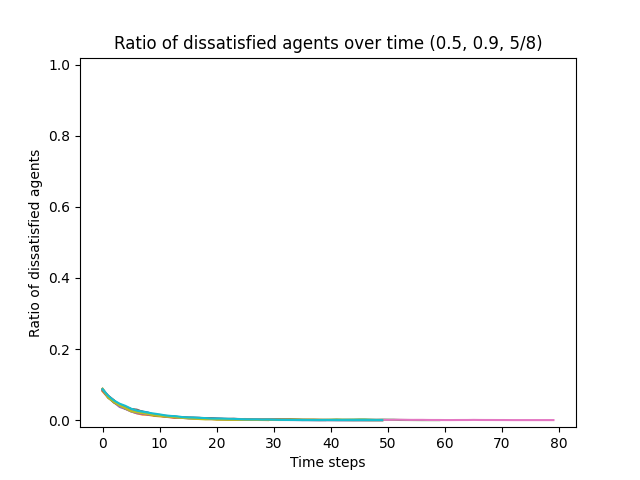 Ratio of dissatisfied agents over time (0.5, 0.9, 5/8)
1.0
0.8
0.6
0.4
0.2
0.0
Ratio of dissatisfied agents
0 10 20 30 40 50 60 70 80
Time steps